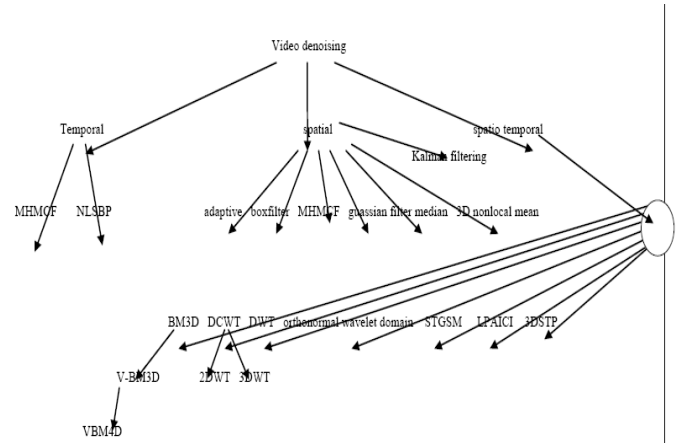 Video denoising
Temporal spatial spatio temporal
Kalman filtering
MHMCF NLSBP adaptive boxfilter MHMCF guassian filter median 3D nonlocal mean
BM3D DCWT DWT orthonormal wavelet domain STGSM LPAICI 3DSTP
V-BM3D 2DWT 3DWT
VBM4D